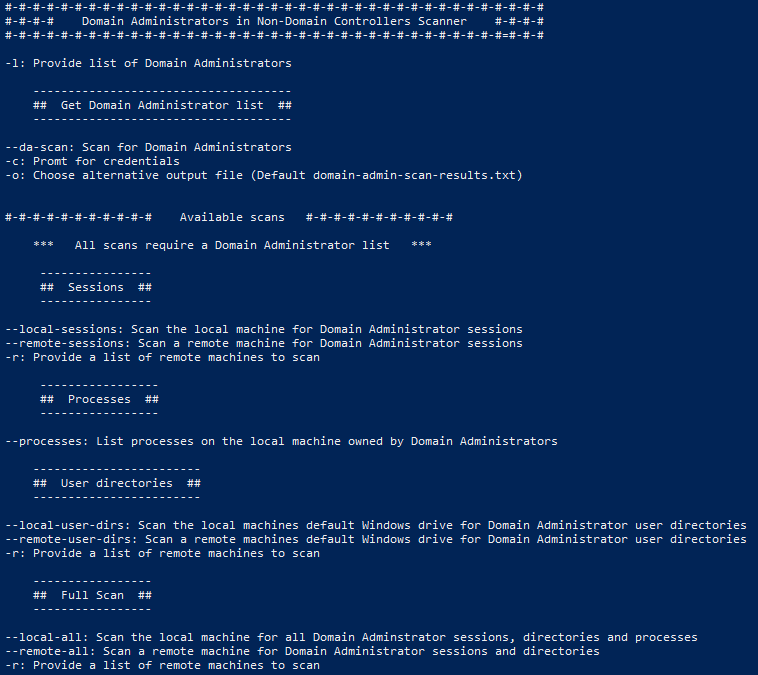 #-#-#-#-#-#-#-#-#-#-#-#-#-#-#-#-#-#-#-#-#-#-#-#-#-#-#-#-#-#-#-#-#-#-#-#-#-#-#
#-#-#-#    Domain Administrators in Non-Domain Controllers Scanner    #-#-#-#
#-#-#-#-#-#-#-#-#-#-#-#-#-#-#-#-#-#-#-#-#-#-#-#-#-#-#-#-#-#-#-#-#-#-#-#=#-#-#
-l: Provide list of Domain Administrators
-------------------------------------
##  Get Domain Administrator list  ##
-------------------------------------
--da-scan: Scan for Domain Administrators
-c: Promt for credentials
-o: Choose alternative output file (Default domain-admin-scan-results.txt)
#-#-#-#-#-#-#-#-#-#-#    Available scans   #-#-#-#-#-#-#-#-#-#-#
***   All scans require a Domain Administrator list   ***
----------------
##  Sessions  ##
----------------
--local-sessions: Scan the local machine for Domain Administrator sessions
--remote-sessions: Scan a remote machine for Domain Administrator sessions
-r: Provide a list of remote machines to scan
-----------------
##  Processes  ##
-----------------
--processes: List processes on the local machine owned by Domain Administrators
------------------------
##  User directories  ##
------------------------
--local-user-dirs: Scan the local machines default Windows drive for Domain Administrator user directories
--remote-user-dirs: Scan a remote machines default Windows drive for Domain Administrator user directories
-r: Provide a list of remote machines to scan
-----------------
##  Full Scan  ##
-----------------
--local-all: Scan the local machine for all Domain Adminstrator sessions, directories and processes
--remote-all: Scan a remote machine for Domain Administrator sessions and directories
-r: Provide a list of remote machines to scan